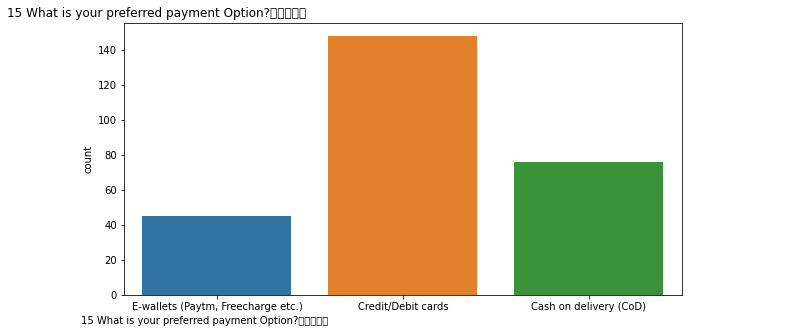 15 What is your preferred payment Option?
140
120
100
80
60
40
20
0
count
E-wallets (Paytm, Freecharge etc.) Credit/Debit cards Cash on delivery (CoD)
15 What is your preferred payment Option?